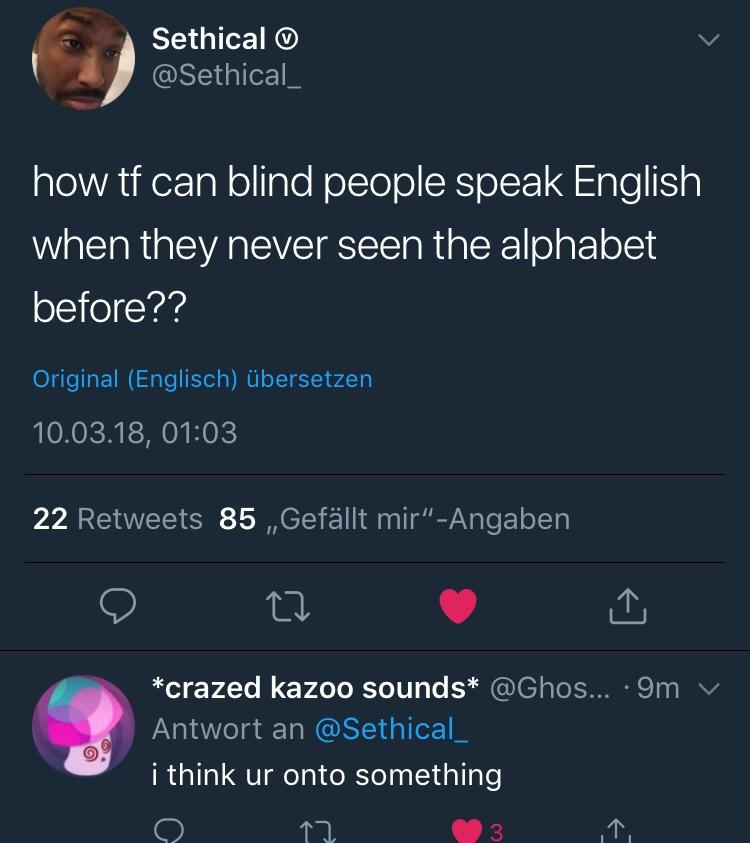 Sethical Ⓥ
@Sethical_
how tf can blind people speak English
when they never seen the alphabet
before??
Original (Englisch) übersetzen
10.03.18, 01:03
22 Retweets 85 „Gefällt mir“-Angaben
*crazed kazoo sounds* @Ghos... · 9m
Antwort an @Sethical_
i think ur onto something
3